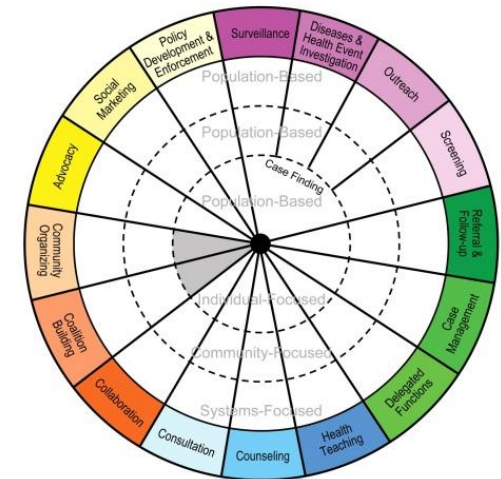 Surveillance
Diseases &
Health Event
Investigation
Outreach
Screening
Referral &
Follow-up
Case
Management
Delegated
Functions
Health
Teaching
Counseling
Consultation
Collaboration
Coalition
Building
Community
Organizing
Advocacy
Social
Marketing
Policy
Development &
Enforcement
Population-Based
Population-Based
Case Finding
Population-Based
Individual-Focused
Community-Focused
Systems-Focused